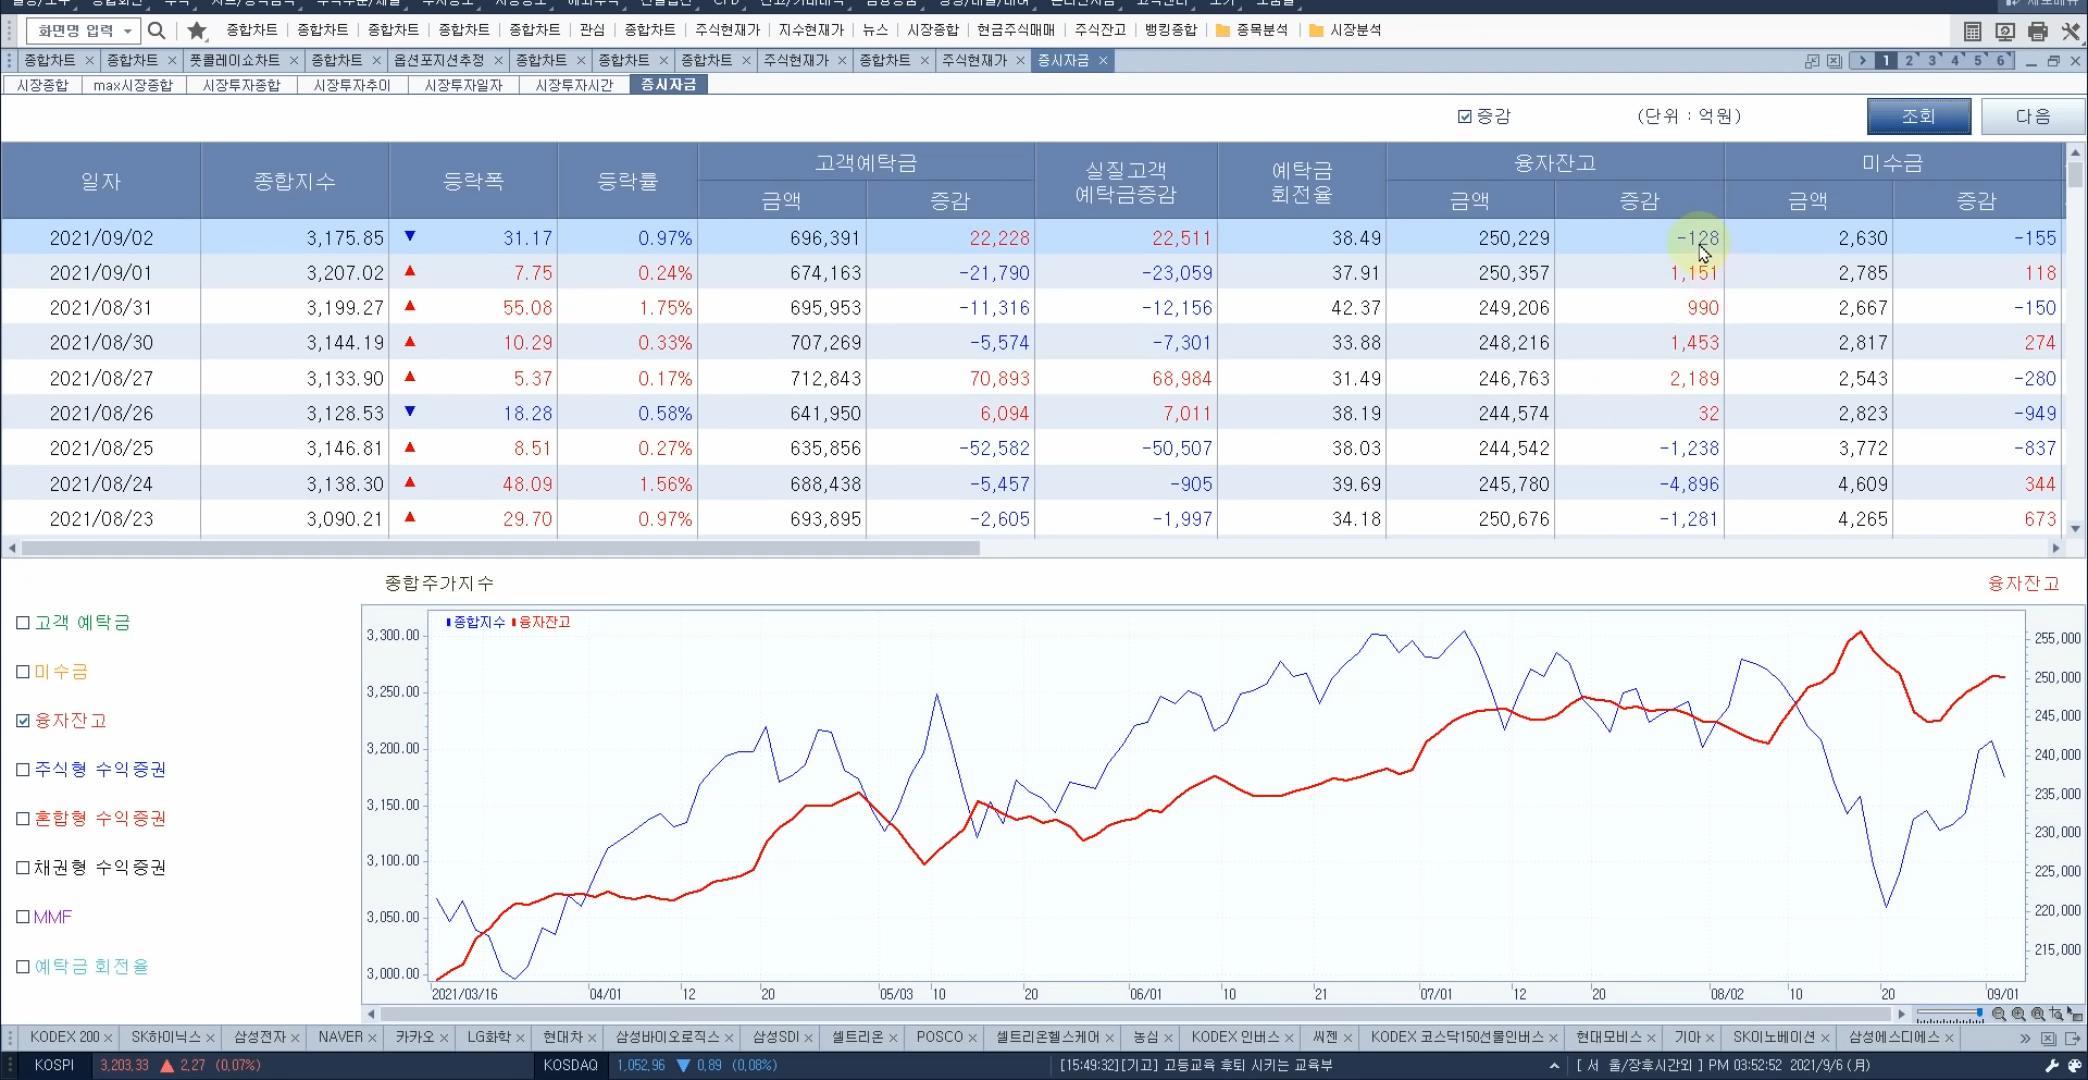 화면명 입력 종합차트 종합차트 종합차트 종합차트 종합차트 관심 종합차트 주식현재가 지수현재가 뉴스 시장종합 현금주식매매 주식잔고 뱅킹종합 종목분석 시장분석
종합차트 × 종합차트 × 풋콜레이쇼차트 × 종합차트 × 옵션포지션추정 × 종합차트 × 종합차트 × 종합차트 × 주식현재가 × 종합차트 × 주식현재가 × 증시자금 × 1 2 3 4 5 6
시장종합 max시장종합 시장투자종합 시장투자추이 시장투자일자 시장투자시간 증시자금
증감 (단위 : 억원) 조회 다음
일자 종합지수 등락폭 등락률 고객예탁금 실질고객 예탁금증감 예탁금 회전율 융자잔고 미수금
금액 증감 금액 증감 금액 증감
2021/09/02 3,175.85 ▼ 31.17 0.97% 696,391 22,228 22,511 38.49 250,229 -128 2,630 -155
2021/09/01 3,207.02 ▲ 7.75 0.24% 674,163 -21,790 -23,059 37.91 250,357 1,151 2,785 118
2021/08/31 3,199.27 ▲ 55.08 1.75% 695,953 -11,316 -12,156 42.37 249,206 990 2,667 -150
2021/08/30 3,144.19 ▲ 10.29 0.33% 707,269 -5,574 -7,301 33.88 248,216 1,453 2,817 274
2021/08/27 3,133.90 ▲ 5.37 0.17% 712,843 70,893 68,984 31.49 246,763 2,189 2,543 -280
2021/08/26 3,128.53 ▼ 18.28 0.58% 641,950 6,094 7,011 38.19 244,574 32 2,823 -949
2021/08/25 3,146.81 ▲ 8.51 0.27% 635,856 -52,582 -50,507 38.03 244,542 -1,238 3,772 -837
2021/08/24 3,138.30 ▲ 48.09 1.56% 688,438 -5,457 -905 39.69 245,780 -4,896 4,609 344
2021/08/23 3,090.21 ▲ 29.70 0.97% 693,895 -2,605 -1,997 34.18 250,676 -1,281 4,265 673
종합주가지수 융자잔고
고객 예탁금
미수금
융자잔고
주식형 수익증권
혼합형 수익증권
채권형 수익증권
MMF
예탁금 회전율
종합지수 융자잔고
3,300.00
3,250.00
3,200.00
3,150.00
3,100.00
3,050.00
3,000.00
255,000
250,000
245,000
240,000
235,000
230,000
225,000
220,000
215,000
2021/03/16 04/01 12 20 05/03 10 20 06/01 10 21 07/01 12 20 08/02 10 20 09/01
KODEX 200 × SK하이닉스 × 삼성전자 × NAVER × 카카오 × LG화학 × 현대차 × 삼성바이오로직스 × 삼성SDI × 셀트리온 × POSCO × 셀트리온헬스케어 × 농심 × KODEX 인버스 × 씨젠 × KODEX 코스닥150선물인버스 × 현대모비스 × 기아 × SK이노베이션 × 삼성에스디에스 ×
KOSPI 3,203.33 ▲ 2.27 (0.07%) KOSDAQ 1,052.96 ▼ 0.89 (0.08%) [15:49:32][기고] 고등교육 후퇴 시키는 교육부 [ 서 울/장후시간외 ] PM 03:52:52 2021/9/6 (월)